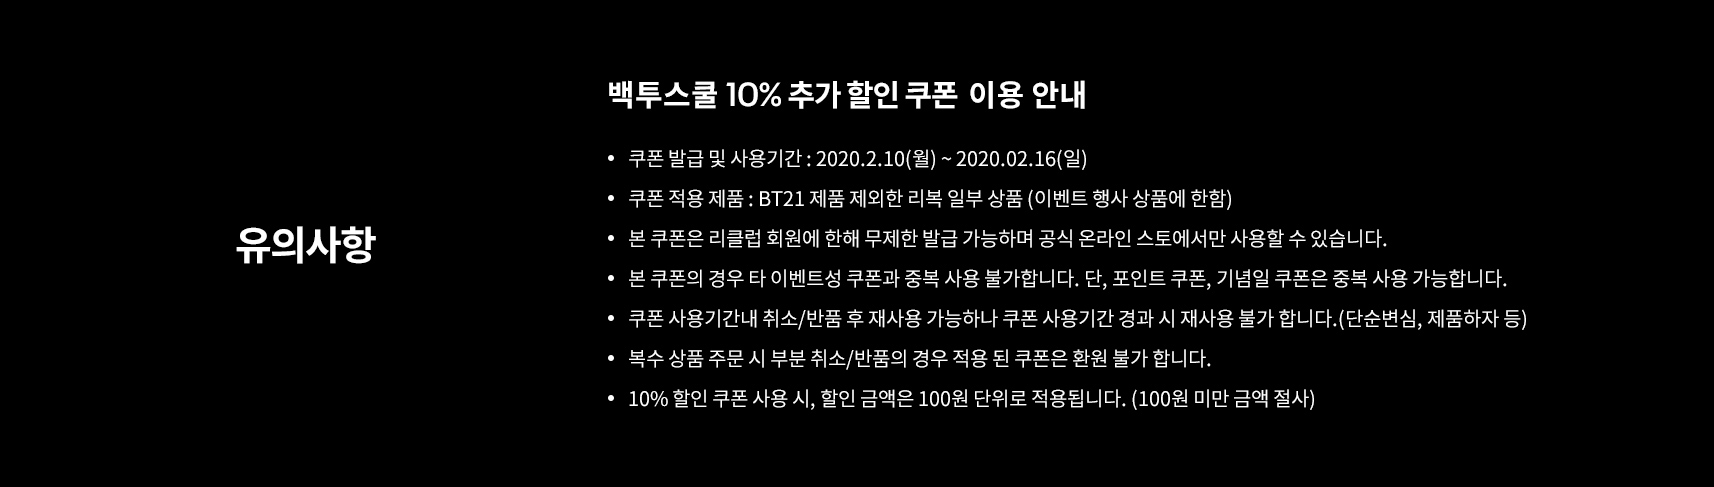 유의사항
백투스쿨 10% 추가 할인 쿠폰 이용 안내
• 쿠폰 발급 및 사용기간 : 2020.2.10(월) ~ 2020.02.16(일)
• 쿠폰 적용 제품 : BT21 제품 제외한 리복 일부 상품 (이벤트 행사 상품에 한함)
• 본 쿠폰은 리클럽 회원에 한해 무제한 발급 가능하며 공식 온라인 스토에서만 사용할 수 있습니다.
• 본 쿠폰의 경우 타 이벤트성 쿠폰과 중복 사용 불가합니다. 단, 포인트 쿠폰, 기념일 쿠폰은 중복 사용 가능합니다.
• 쿠폰 사용기간내 취소/반품 후 재사용 가능하나 쿠폰 사용기간 경과 시 재사용 불가 합니다.(단순변심, 제품하자 등)
• 복수 상품 주문 시 부분 취소/반품의 경우 적용 된 쿠폰은 환원 불가 합니다.
• 10% 할인 쿠폰 사용 시, 할인 금액은 100원 단위로 적용됩니다. (100원 미만 금액 절사)